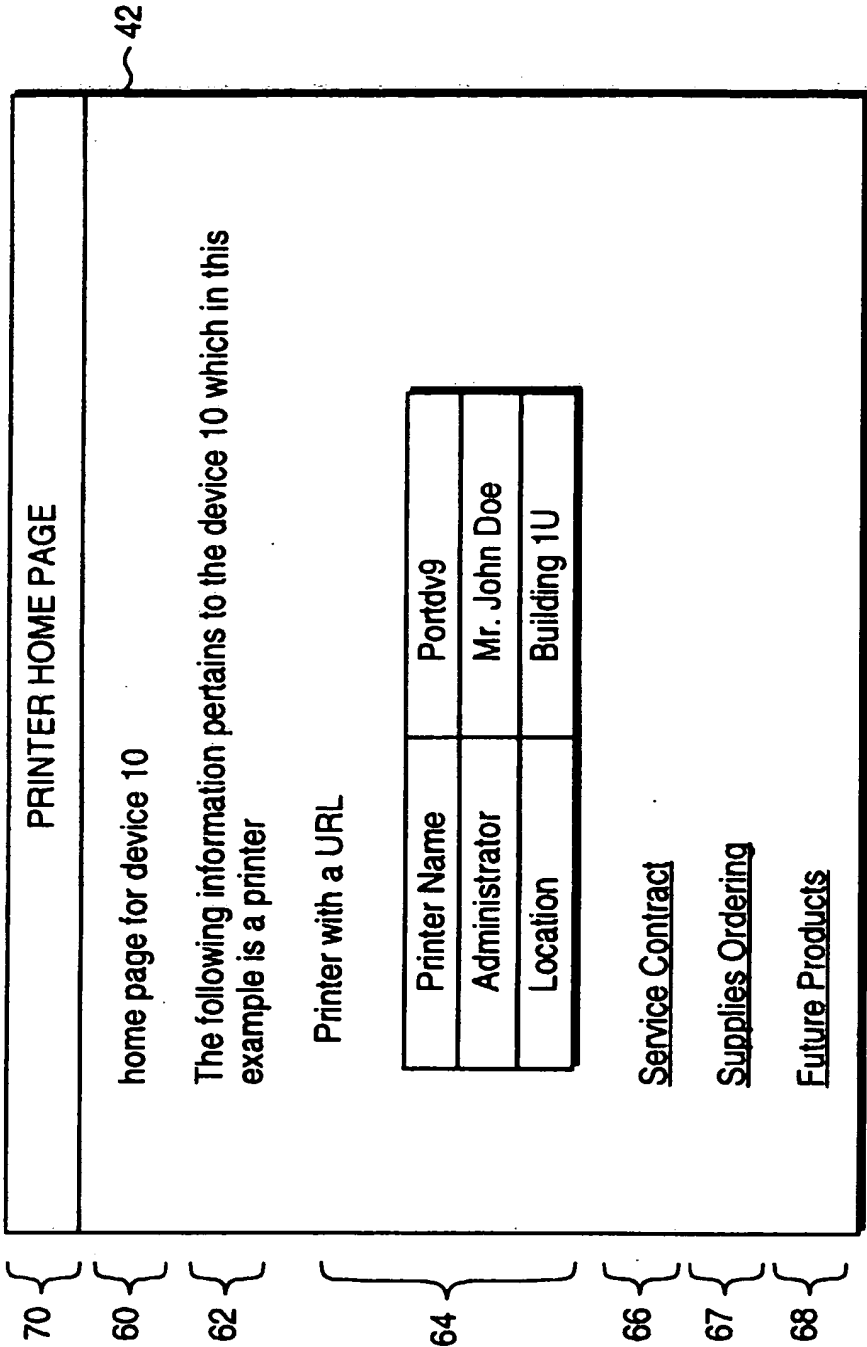 PRINTER HOME PAGE
42
70
home page for device 10
60
The following information pertains to the device 10 which in this
example is a printer
62
Printer with a URL
Printer Name Portdv9
Administrator Mr. John Doe
Location Building 1U
64
Service Contract
66
Supplies Ordering
67
Future Products
68